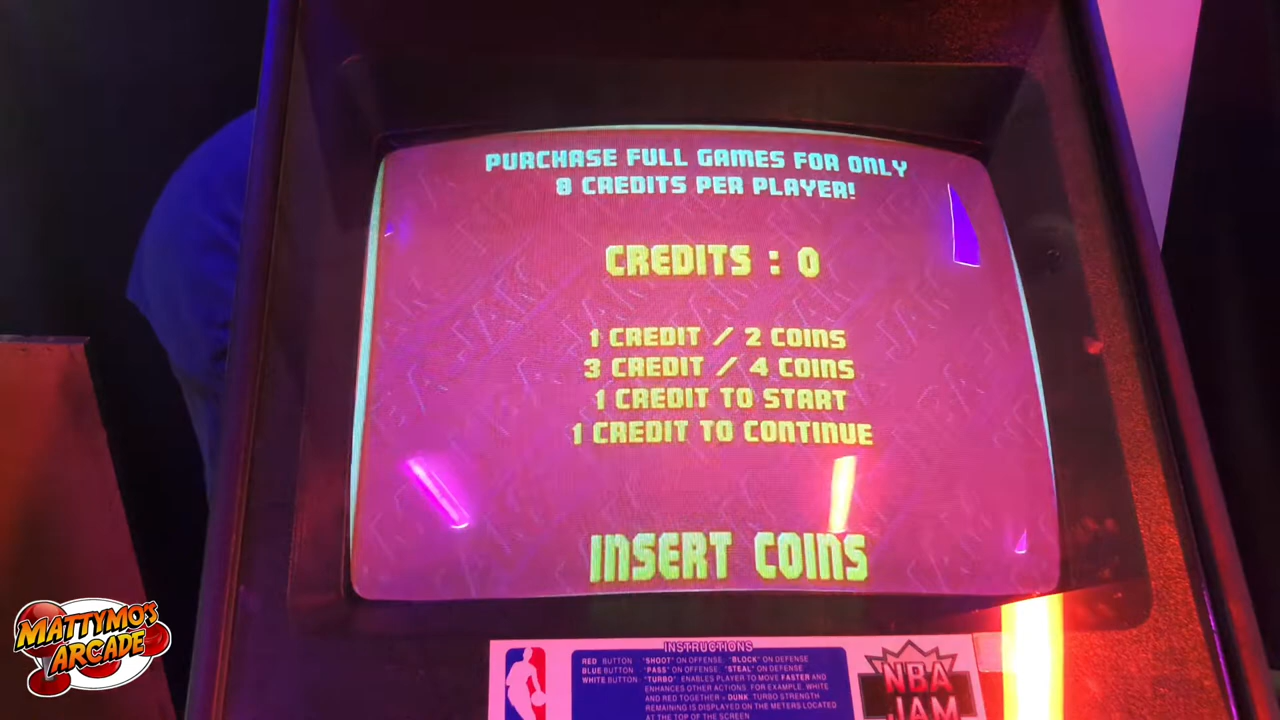 PURCHASE FULL GAMES FOR ONLY
8 CREDITS PER PLAYER!
CREDITS : 0
1 CREDIT / 2 COINS
3 CREDIT / 4 COINS
1 CREDIT TO START
1 CREDIT TO CONTINUE
INSERT COINS
INSTRUCTIONS
RED BUTTON "SHOOT" ON OFFENSE, "BLOCK" ON DEFENSE
BLUE BUTTON "PASS" ON OFFENSE, "STEAL" ON DEFENSE
WHITE BUTTON: "TURBO". ENABLES PLAYER TO MOVE FASTER AND
ENHANCES OTHER ACTIONS. FOR EXAMPLE, WHITE
AND RED TOGETHER = DUNK. TURBO STRENGTH
REMAINING IS DISPLAYED ON THE METERS LOCATED
AT THE TOP OF THE SCREEN
NBA
JAM
MATTYMO'S
ARCADE